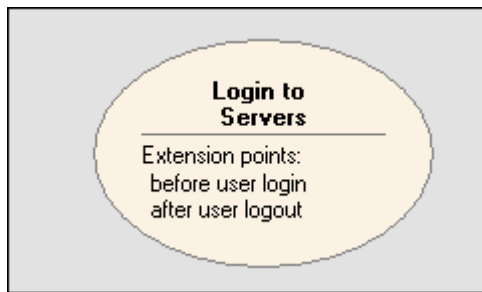 Login to
Servers
Extension points:
before user login
after user logout